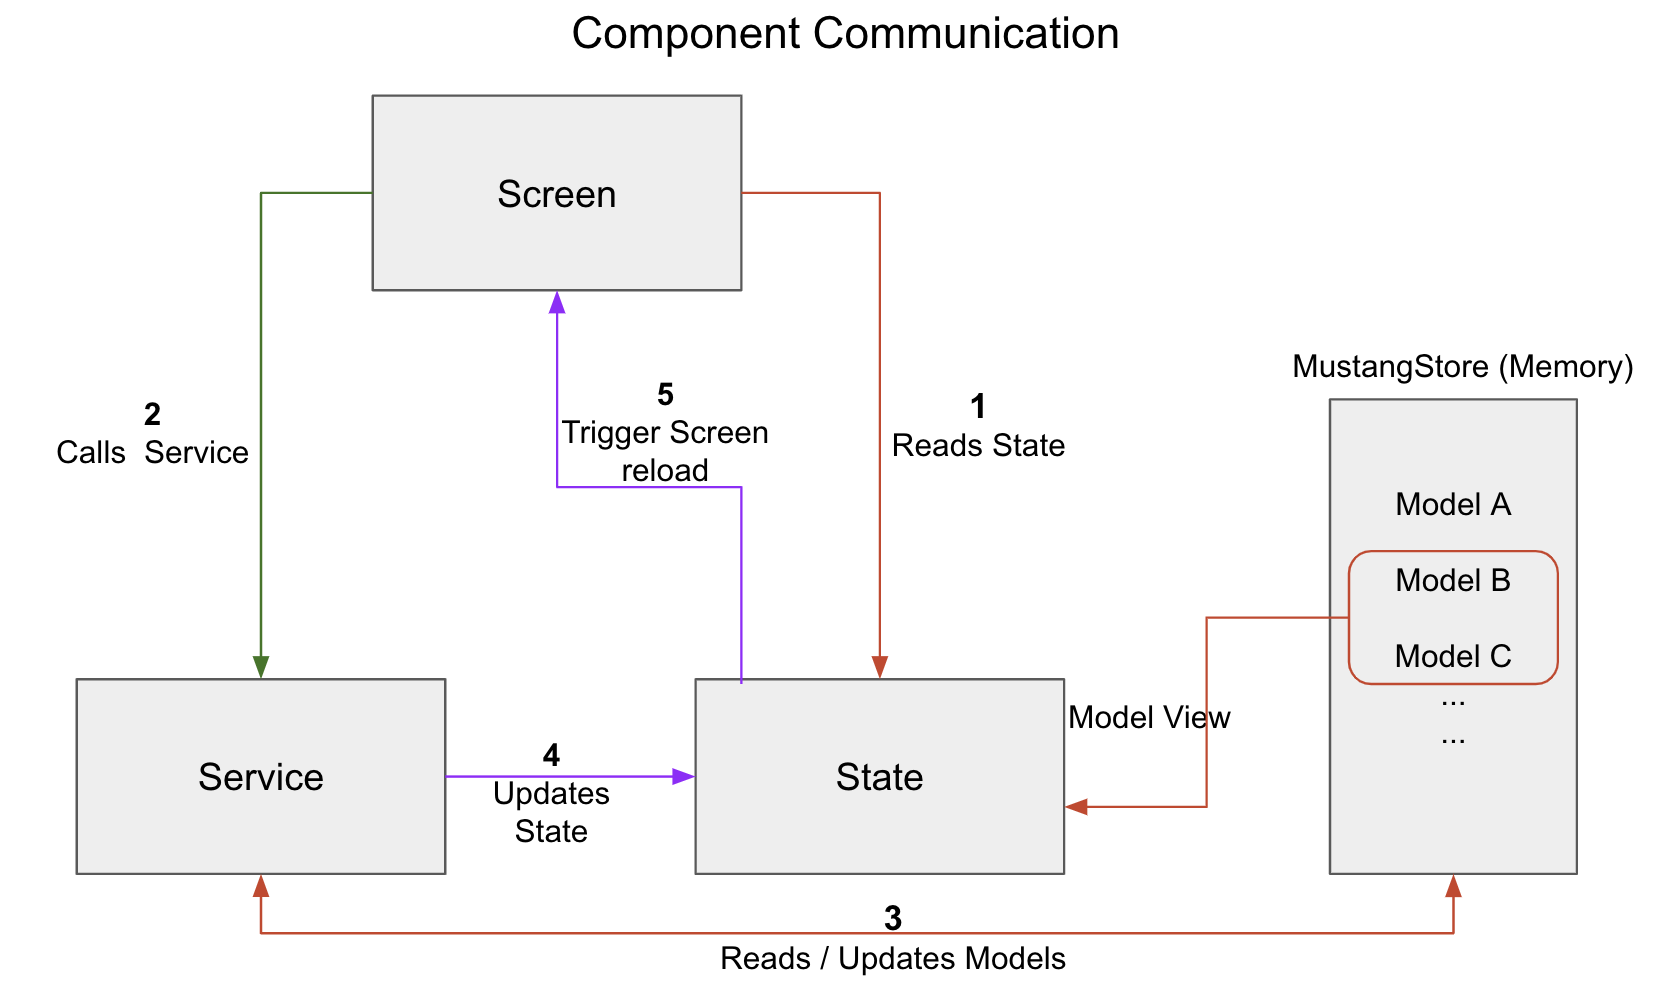 Component Communication
Screen
2
Calls  Service
5
Trigger Screen
reload
1
Reads State
MustangStore (Memory)
Model A
Model B
Model C
...
...
Model View
Service
4
Updates
State
State
3
Reads / Updates Models